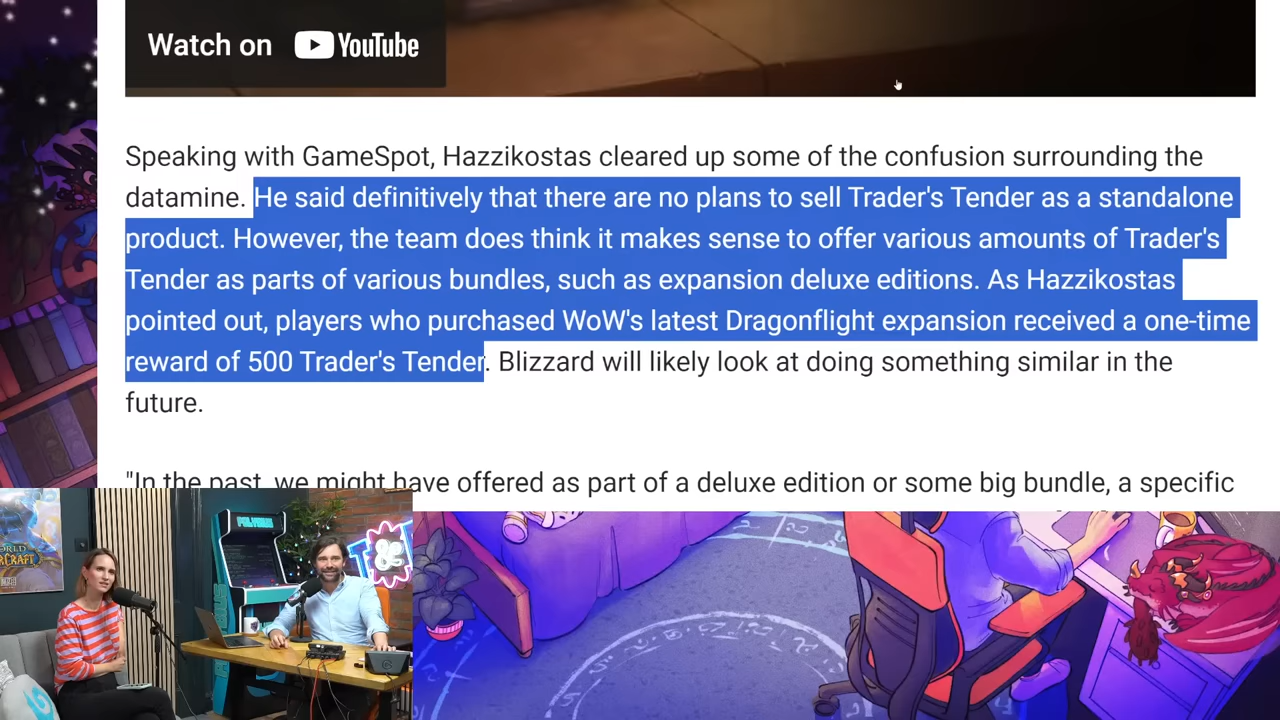 Watch on YouTube
Speaking with GameSpot, Hazzikostas cleared up some of the confusion surrounding the
datamine. He said definitively that there are no plans to sell Trader's Tender as a standalone
product. However, the team does think it makes sense to offer various amounts of Trader's
Tender as parts of various bundles, such as expansion deluxe editions. As Hazzikostas
pointed out, players who purchased WoW's latest Dragonflight expansion received a one-time
reward of 500 Trader's Tender. Blizzard will likely look at doing something similar in the
future.
"In the past, we might have offered as part of a deluxe edition or some big bundle, a specific